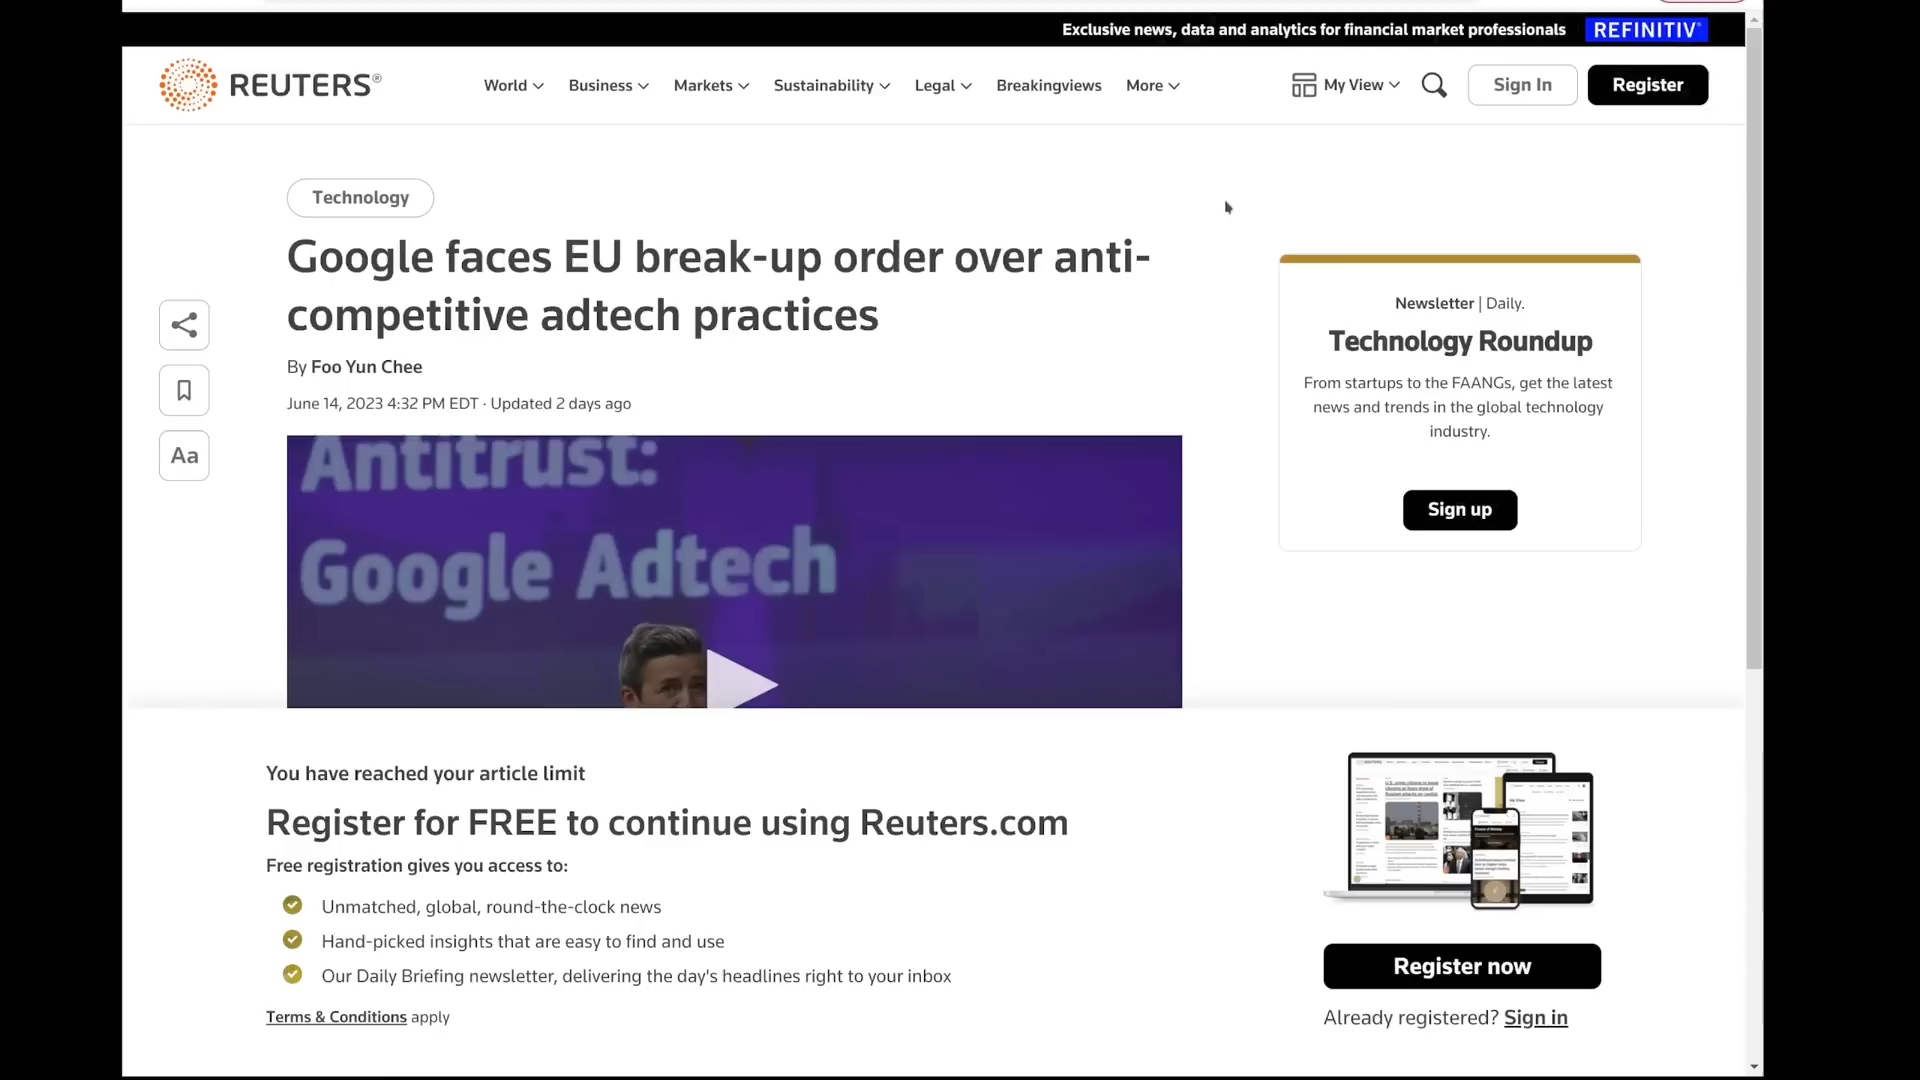 Exclusive news, data and analytics for financial market professionals REFINITIV
REUTERS® World Business Markets Sustainability Legal Breakingviews More My View Sign In Register
Technology
Google faces EU break-up order over anti-
competitive adtech practices
By Foo Yun Chee
June 14, 2023 4:32 PM EDT · Updated 2 days ago
Aa
Antitrust:
Google Adtech
Newsletter | Daily.
Technology Roundup
From startups to the FAANGs, get the latest
news and trends in the global technology
industry.
Sign up
You have reached your article limit
Register for FREE to continue using Reuters.com
Free registration gives you access to:
Unmatched, global, round-the-clock news
Hand-picked insights that are easy to find and use
Our Daily Briefing newsletter, delivering the day's headlines right to your inbox
Terms & Conditions apply
Register now
Already registered? Sign in